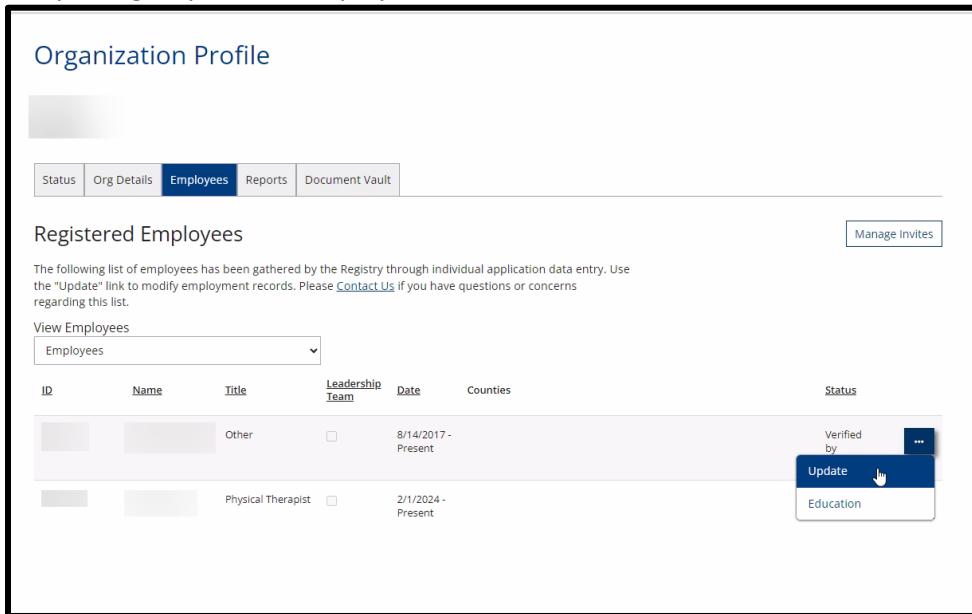 Organization Profile
Status Org Details Employees Reports Document Vault
Registered Employees
Manage Invites
The following list of employees has been gathered by the Registry through individual application data entry. Use
the "Update" link to modify employment records. Please Contact Us if you have questions or concerns
regarding this list.
View Employees
Employees
ID Name Title Leadership Team Date Counties Status
Other 8/14/2017 - Present Verified by ...
Update
Education
Physical Therapist 2/1/2024 - Present